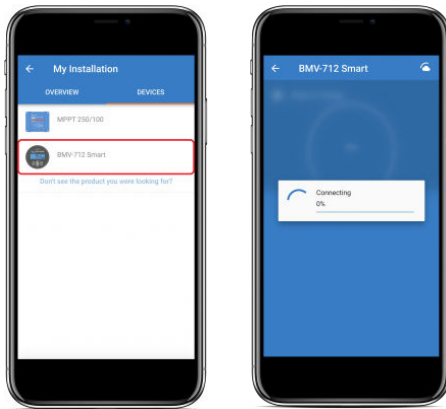 My Installation
OVERVIEW DEVICES
MPPT 250/100
BMV-712 Smart
Don't see the product you were looking for?
BMV-712 Smart
Connecting
0%